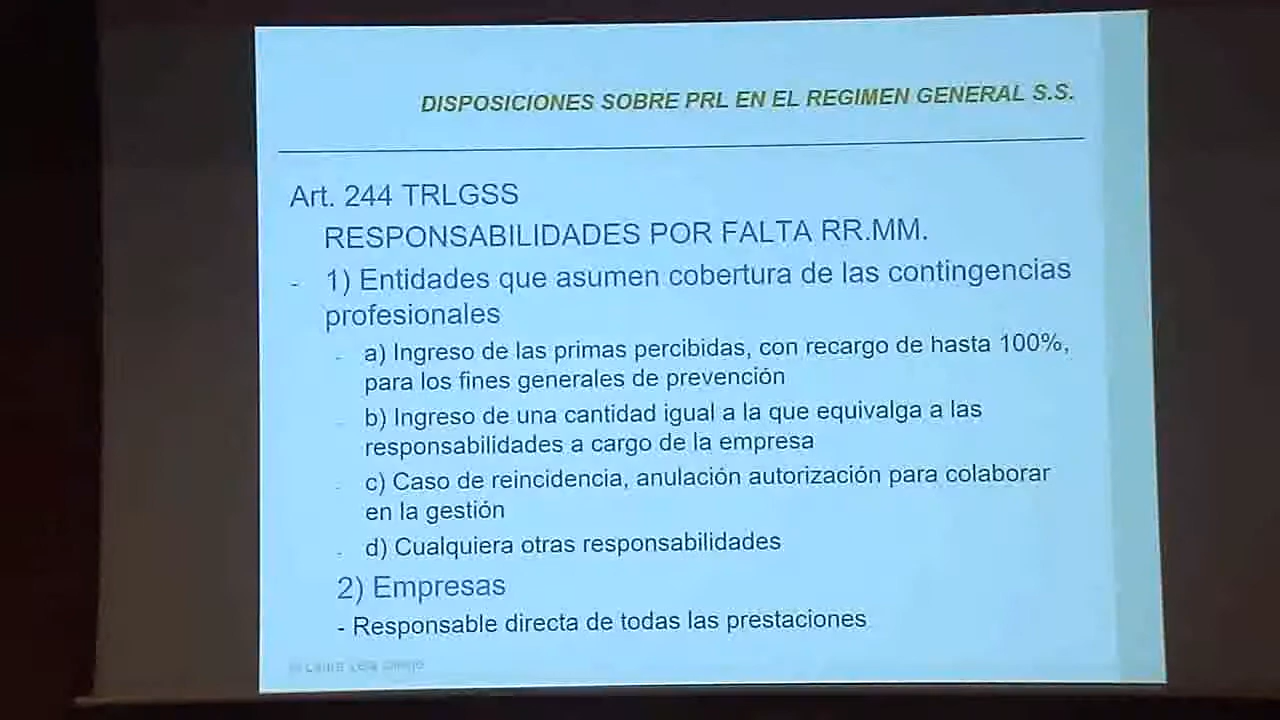 DISPOSICIONES SOBRE PRL EN EL REGIMEN GENERAL S.S.
Art. 244 TRLGSS
RESPONSABILIDADES POR FALTA RR.MM.
- 1) Entidades que asumen cobertura de las contingencias
profesionales
- a) Ingreso de las primas percibidas, con recargo de hasta 100%,
para los fines generales de prevención
- b) Ingreso de una cantidad igual a la que equivalga a las
responsabilidades a cargo de la empresa
- c) Caso de reincidencia, anulación autorización para colaborar
en la gestión
- d) Cualquiera otras responsabilidades
2) Empresas
- Responsable directa de todas las prestaciones